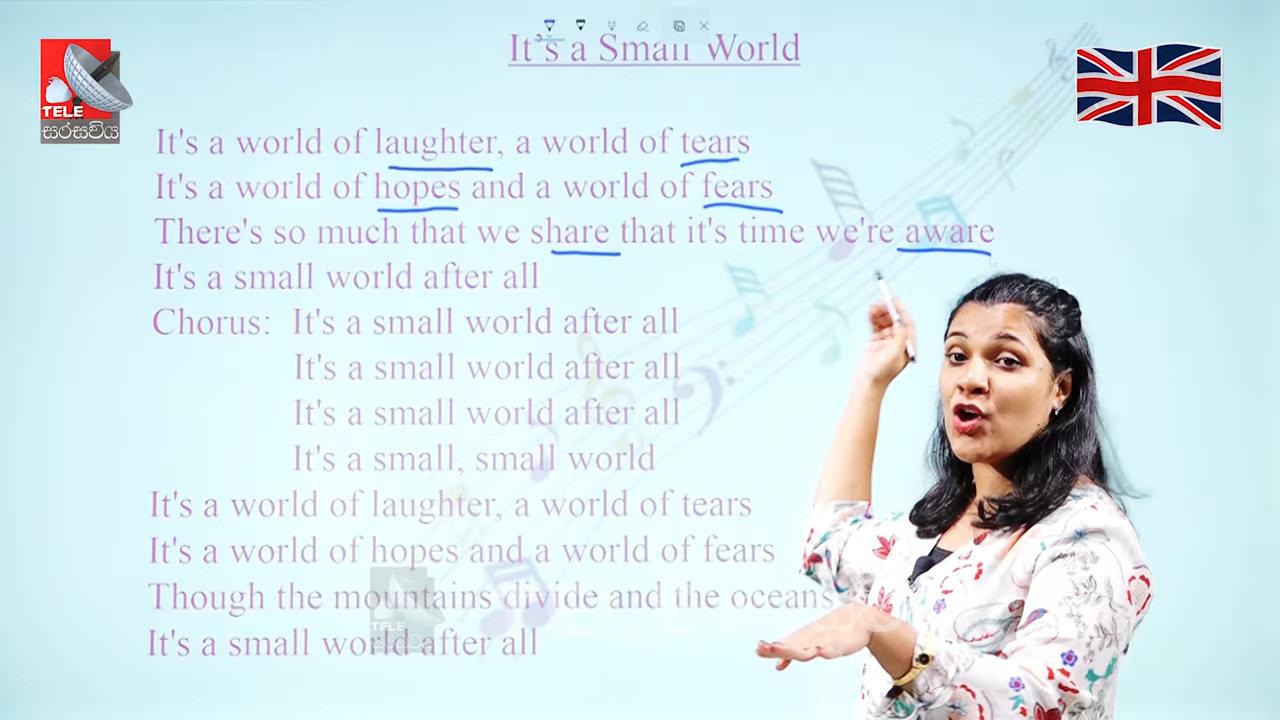 It's a Small World
TELE
සරසවිය
It's a world of laughter, a world of tears
It's a world of hopes and a world of fears
There's so much that we share that it's time we're aware
It's a small world after all
Chorus: It's a small world after all
It's a small world after all
It's a small world after all
It's a small, small world
It's a world of laughter, a world of tears
It's a world of hopes and a world of fears
Though the mountains divide and the oceans
It's a small world after all
TELE